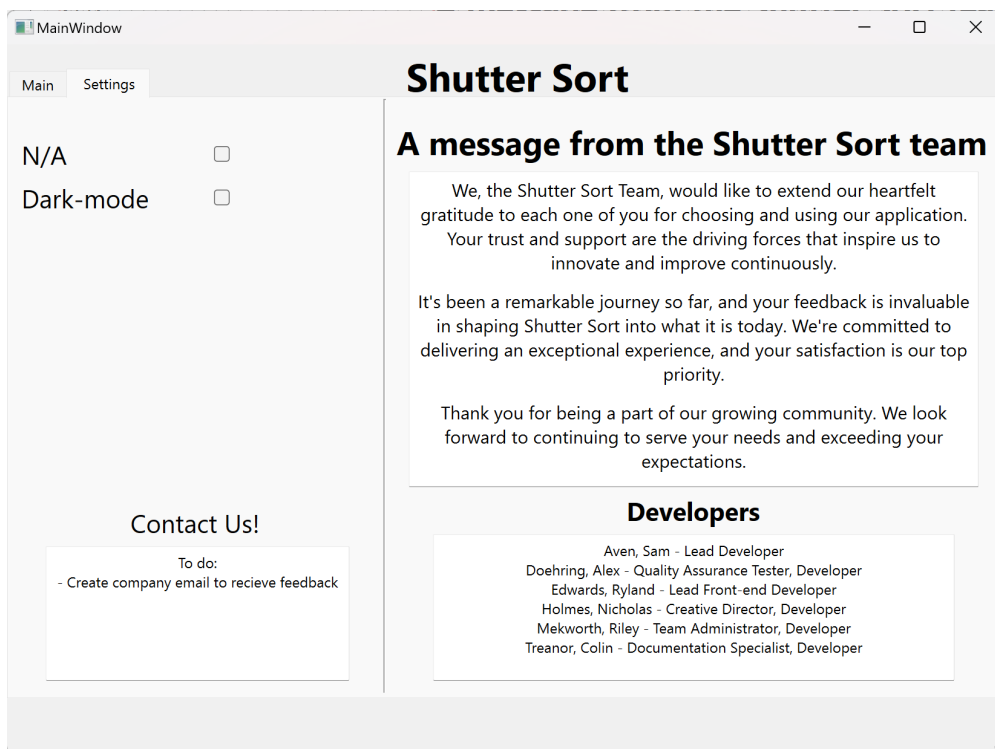 MainWindow
Main
Settings
Shutter Sort
N/A
Dark-mode
Contact Us!
To do:
- Create company email to recieve feedback
A message from the Shutter Sort team
We, the Shutter Sort Team, would like to extend our heartfelt
gratitude to each one of you for choosing and using our application.
Your trust and support are the driving forces that inspire us to
innovate and improve continuously.
It's been a remarkable journey so far, and your feedback is invaluable
in shaping Shutter Sort into what it is today. We're committed to
delivering an exceptional experience, and your satisfaction is our top
priority.
Thank you for being a part of our growing community. We look
forward to continuing to serve your needs and exceeding your
expectations.
Developers
Aven, Sam - Lead Developer
Doehring, Alex - Quality Assurance Tester, Developer
Edwards, Ryland - Lead Front-end Developer
Holmes, Nicholas - Creative Director, Developer
Mekworth, Riley - Team Administrator, Developer
Treanor, Colin - Documentation Specialist, Developer